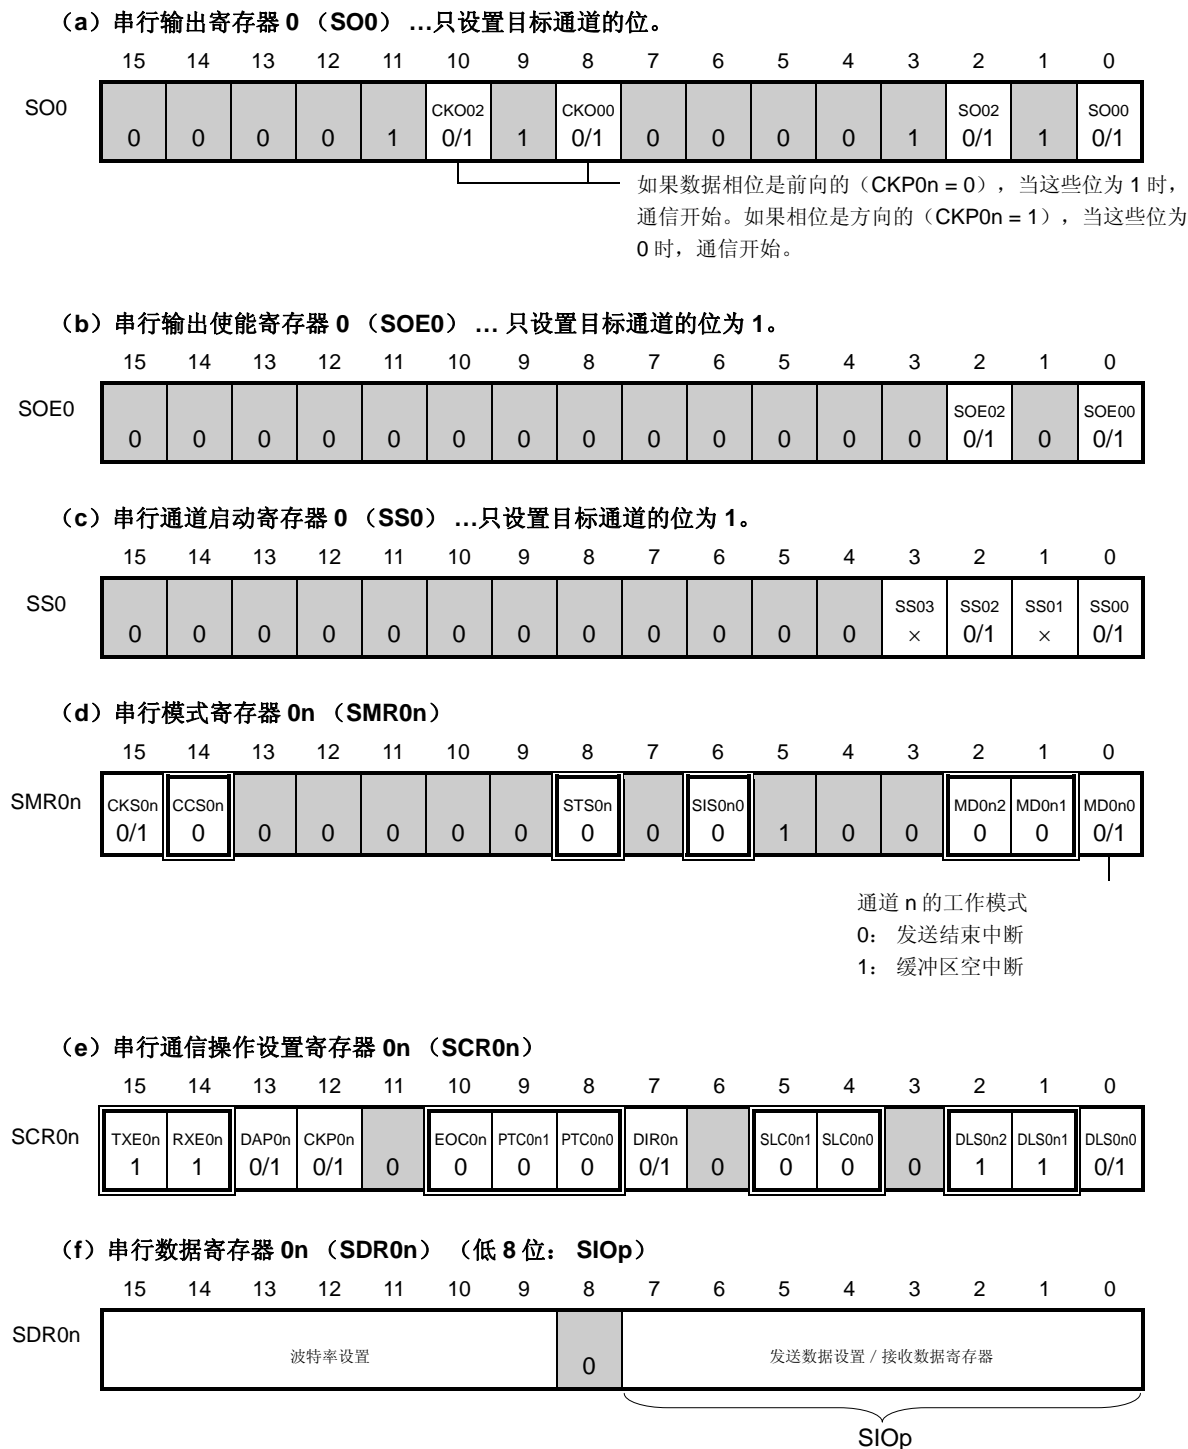 （a）串行输出寄存器 0 （SO0） …只设置目标通道的位。
15 14 13 12 11 10 9 8 7 6 5 4 3 2 1 0
SO0
CKO02 CKO00 SO02 SO00
0 0 0 0 1 0/1 1 0/1 0 0 0 0 1 0/1 1 0/1
如果数据相位是前向的（CKP0n = 0），当这些位为 1 时，
通信开始。如果相位是方向的（CKP0n = 1），当这些位为
0 时，通信开始。
（b）串行输出使能寄存器 0 （SOE0） … 只设置目标通道的位为 1。
15 14 13 12 11 10 9 8 7 6 5 4 3 2 1 0
SOE0
SOE02 SOE00
0 0 0 0 0 0 0 0 0 0 0 0 0 0/1 0 0/1
（c）串行通道启动寄存器 0 （SS0） …只设置目标通道的位为 1。
15 14 13 12 11 10 9 8 7 6 5 4 3 2 1 0
SS0
SS03 SS02 SS01 SS00
0 0 0 0 0 0 0 0 0 0 0 0 × 0/1 × 0/1
（d）串行模式寄存器 0n （SMR0n）
15 14 13 12 11 10 9 8 7 6 5 4 3 2 1 0
SMR0n
CKS0n CCS0n STS0n SIS0n0 MD0n2 MD0n1 MD0n0
0/1 0 0 0 0 0 0 0 0 0 1 0 0 0 0 0/1
通道 n 的工作模式
0： 发送结束中断
1： 缓冲区空中断
（e）串行通信操作设置寄存器 0n （SCR0n）
15 14 13 12 11 10 9 8 7 6 5 4 3 2 1 0
SCR0n
TXE0n RXE0n DAP0n CKP0n EOC0n PTC0n1 PTC0n0 DIR0n SLC0n1 SLC0n0 DLS0n2 DLS0n1 DLS0n0
1 1 0/1 0/1 0 0 0 0 0/1 0 0 0 0 1 1 0/1
（f）串行数据寄存器 0n （SDR0n） （低 8 位： SIOp）
15 14 13 12 11 10 9 8 7 6 5 4 3 2 1 0
SDR0n
波特率设置 0 发送数据设置 / 接收数据寄存器
SIOp